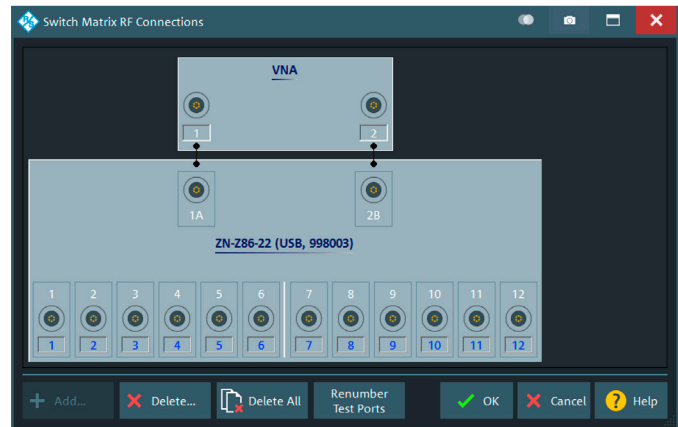 Switch Matrix RF Connections
VNA
1 2
1A 2B
ZN-Z86-22 (USB, 998003)
1 2 3 4 5 6 7 8 9 10 11 12
1 2 3 4 5 6 7 8 9 10 11 12
Add... Delete... Delete All Renumber Test Ports OK Cancel ? Help